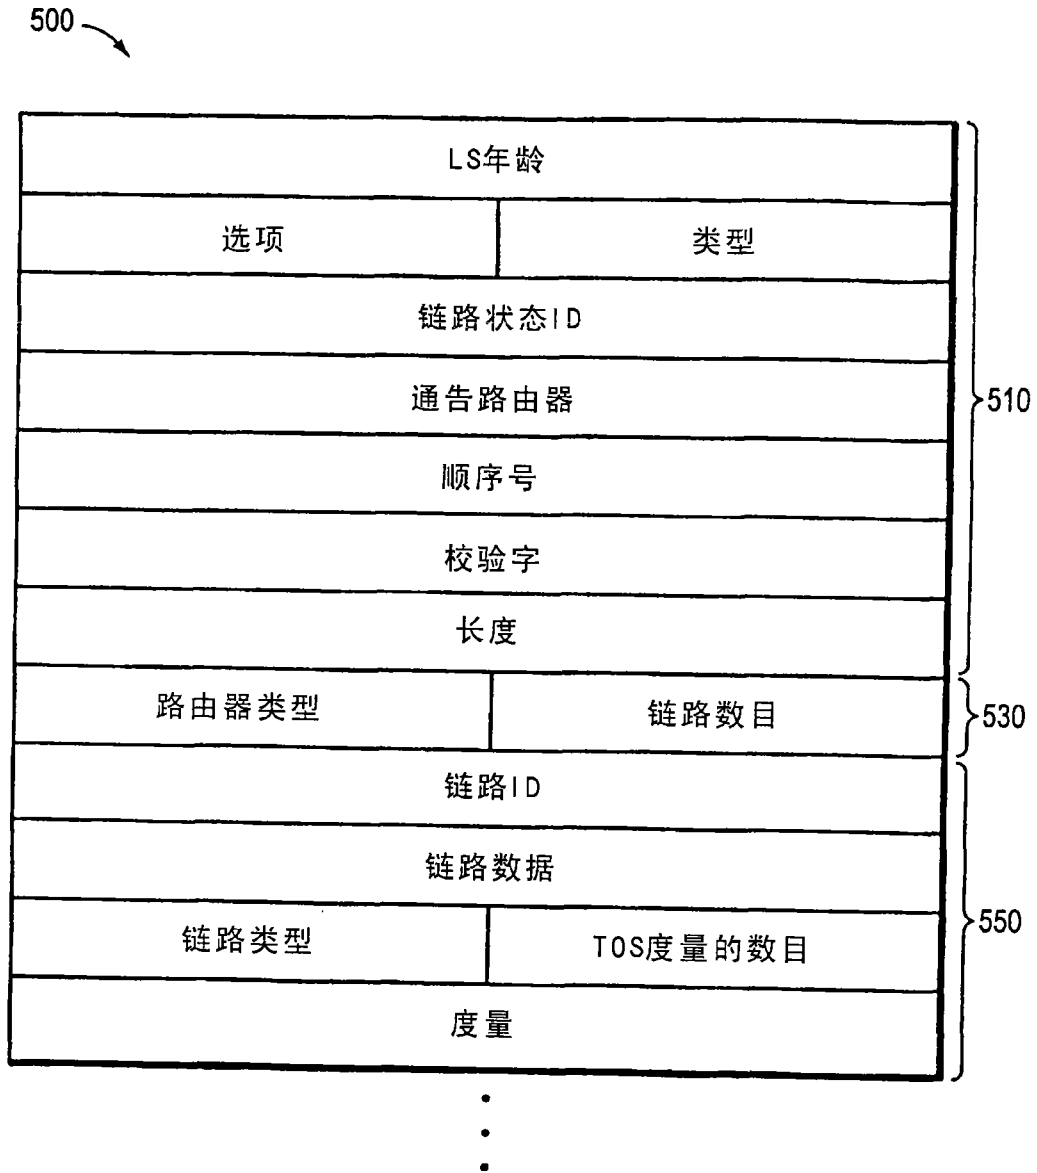 500
LS年龄
选项
类型
链路状态ID
通告路由器
顺序号
校验字
长度
510
路由器类型
链路数目
530
链路ID
链路数据
链路类型
TOS度量的数目
度量
550